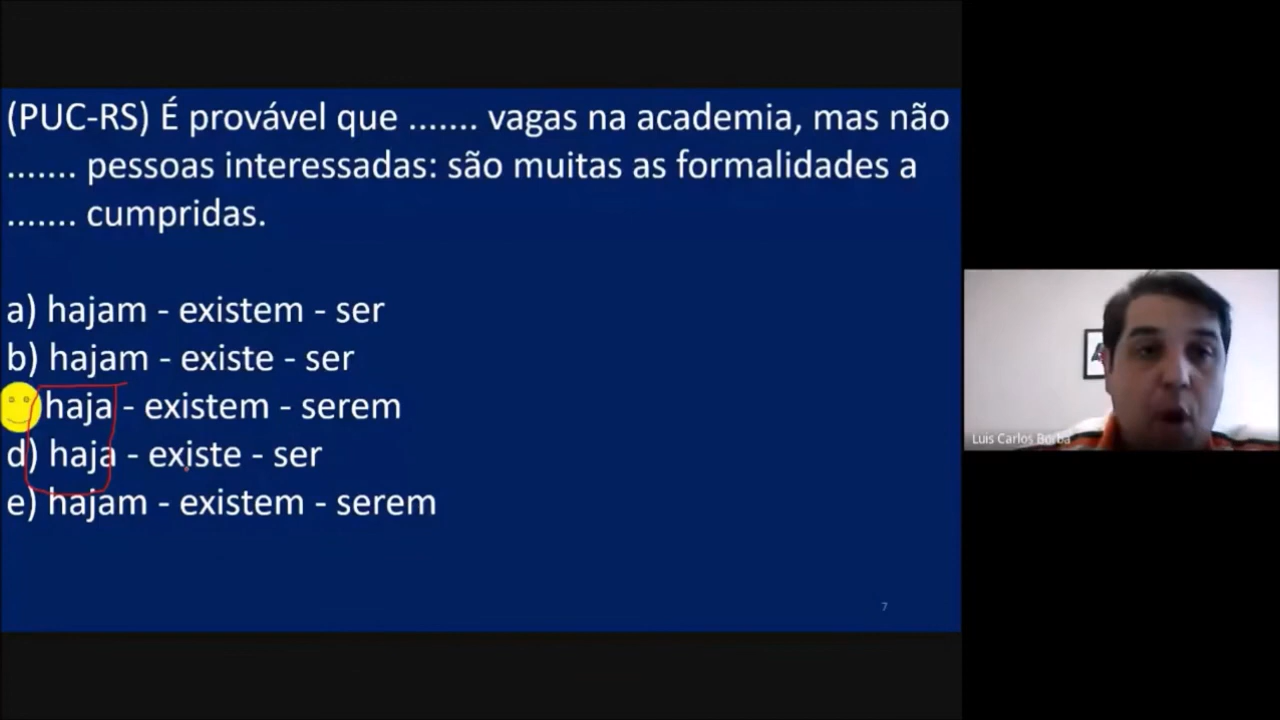 (PUC-RS) É provável que ....... vagas na academia, mas não
....... pessoas interessadas: são muitas as formalidades a
....... cumpridas.
a) hajam - existem - ser
b) hajam - existe - ser
) haja - existem - serem
d) haja - existe - ser
e) hajam - existem - serem
7
Luis Carlos Borba